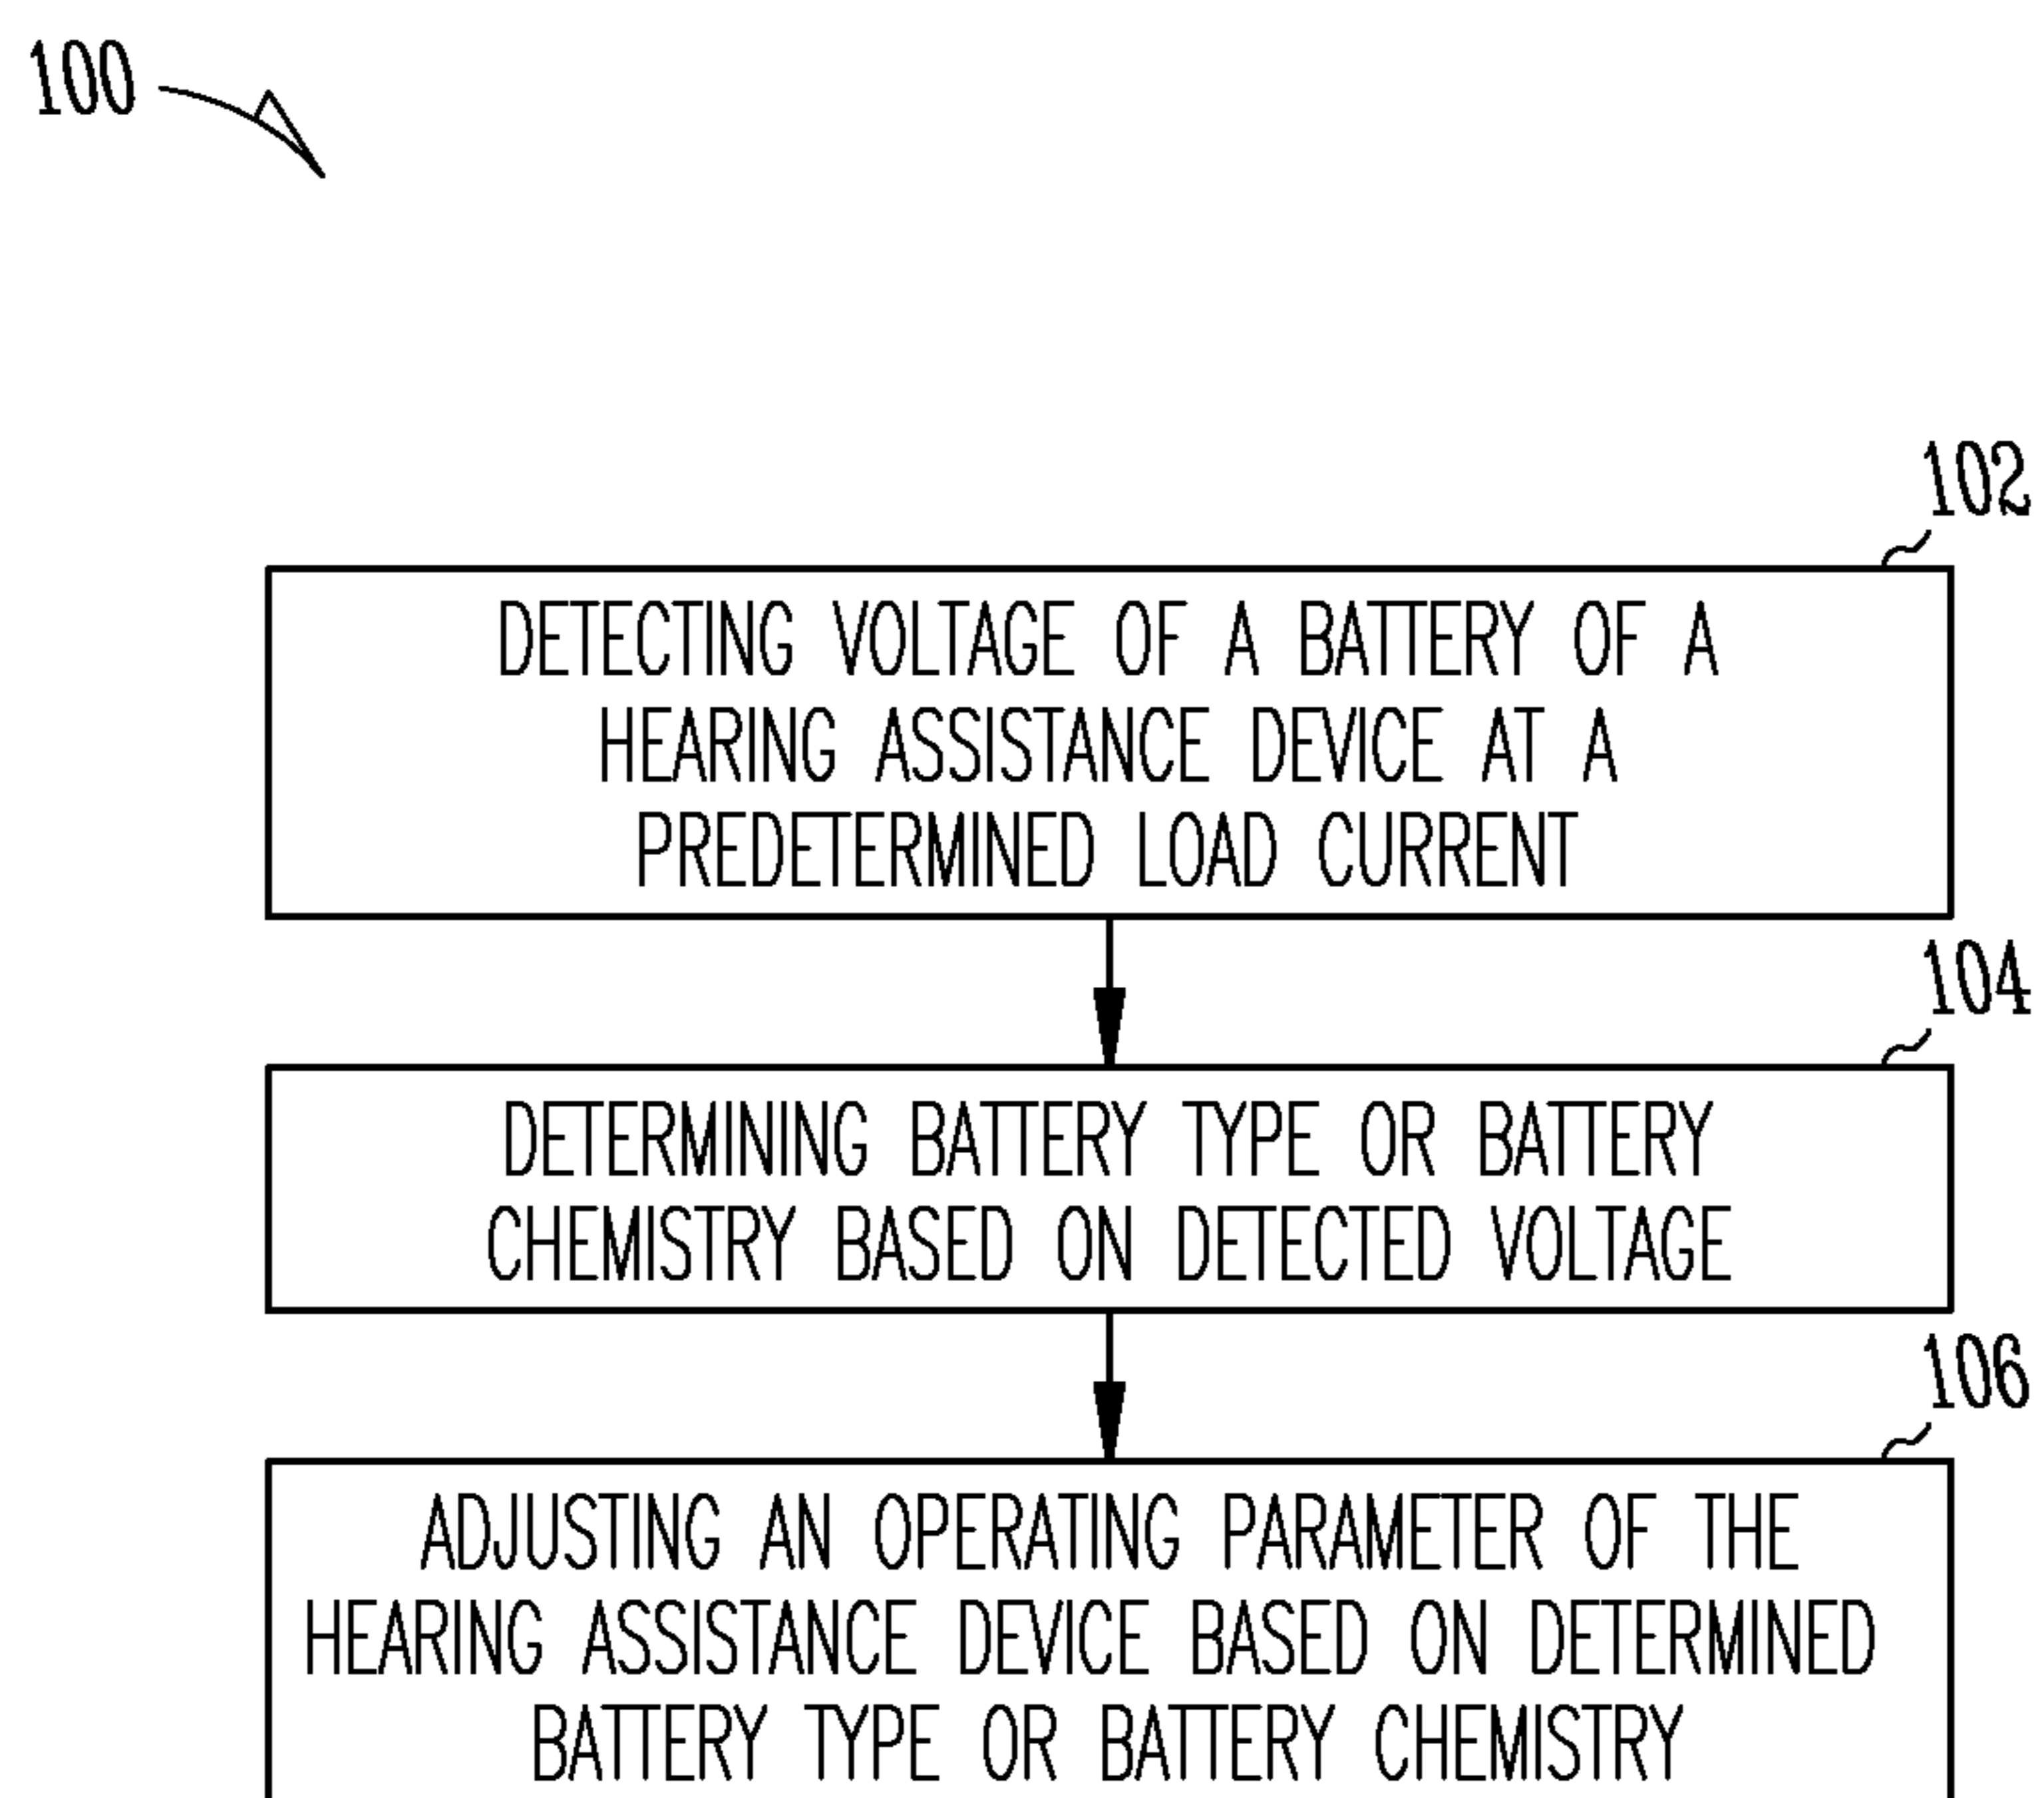 100
102
DETECTING VOLTAGE OF A BATTERY OF A
HEARING ASSISTANCE DEVICE AT A
PREDETERMINED LOAD CURRENT
104
DETERMINING BATTERY TYPE OR BATTERY
CHEMISTRY BASED ON DETECTED VOLTAGE
106
ADJUSTING AN OPERATING PARAMETER OF THE
HEARING ASSISTANCE DEVICE BASED ON DETERMINED
BATTERY TYPE OR BATTERY CHEMISTRY